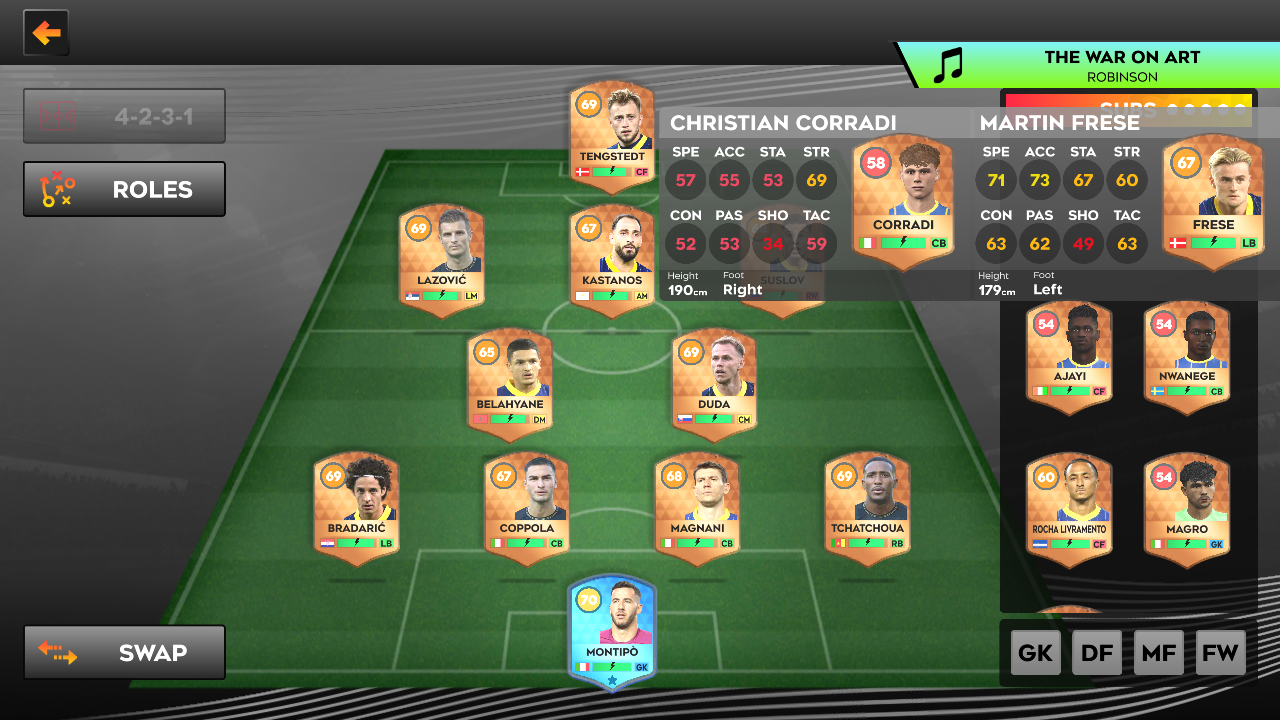 THE WAR ON ART
ROBINSON
4-2-3-1
ROLES
SWAP
SUBS
CHRISTIAN CORRADI
SPE ACC STA STR
57 55 53 69
CON PAS SHO TAC
52 53 34 59
Height
190cm
Foot
Right
58
CORRADI
CB
MARTIN FRESE
SPE ACC STA STR
71 73 67 60
CON PAS SHO TAC
63 62 49 63
Height
179cm
Foot
Left
67
FRESE
LB
69
TENGSTEDT
CF
69
LAZOVIĆ
LM
67
KASTANOS
AM
SUSLOV
RM
65
BELAHYANE
DM
69
DUDA
CM
69
BRADARIĆ
LB
67
COPPOLA
CB
68
MAGNANI
CB
69
TCHATCHOUA
RB
70
MONTIPÒ
GK
54
AJAYI
CF
54
NWANEGE
CB
60
ROCHA LIVRAMENTO
CF
54
MAGRO
GK
GK DF MF FW